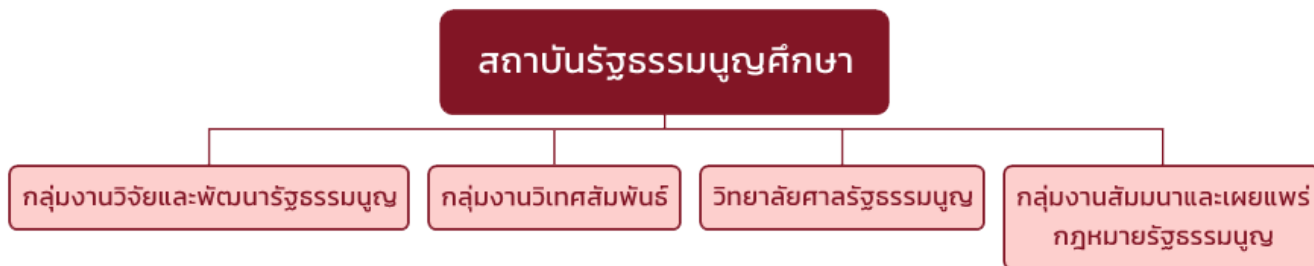 สถาบันรัฐธรรมนูญศึกษา
กลุ่มงานวิจัยและพัฒนารัฐธรรมนูญ
กลุ่มงานวิเทศสัมพันธ์
วิทยาลัยศาลรัฐธรรมนูญ
กลุ่มงานสัมมนาและเผยแพร่
กฎหมายรัฐธรรมนูญ